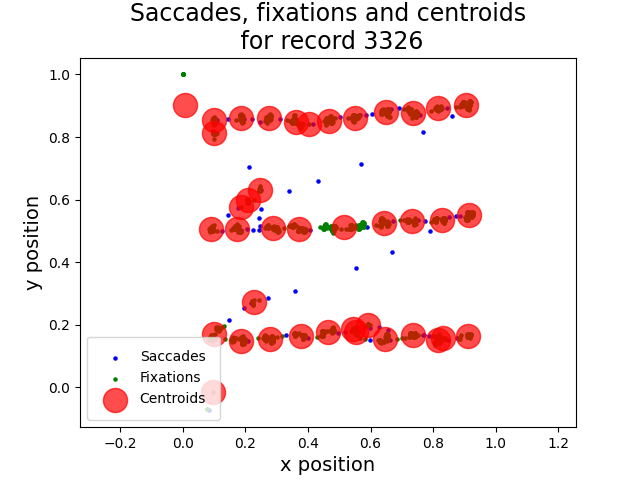 Saccades, fixations and centroids
for record 3326
1.0
0.8
0.6
0.4
0.2
0.0
y position
Saccades
Fixations
Centroids
−0.2
0.0
0.2
0.4
0.6
0.8
1.0
1.2
x position